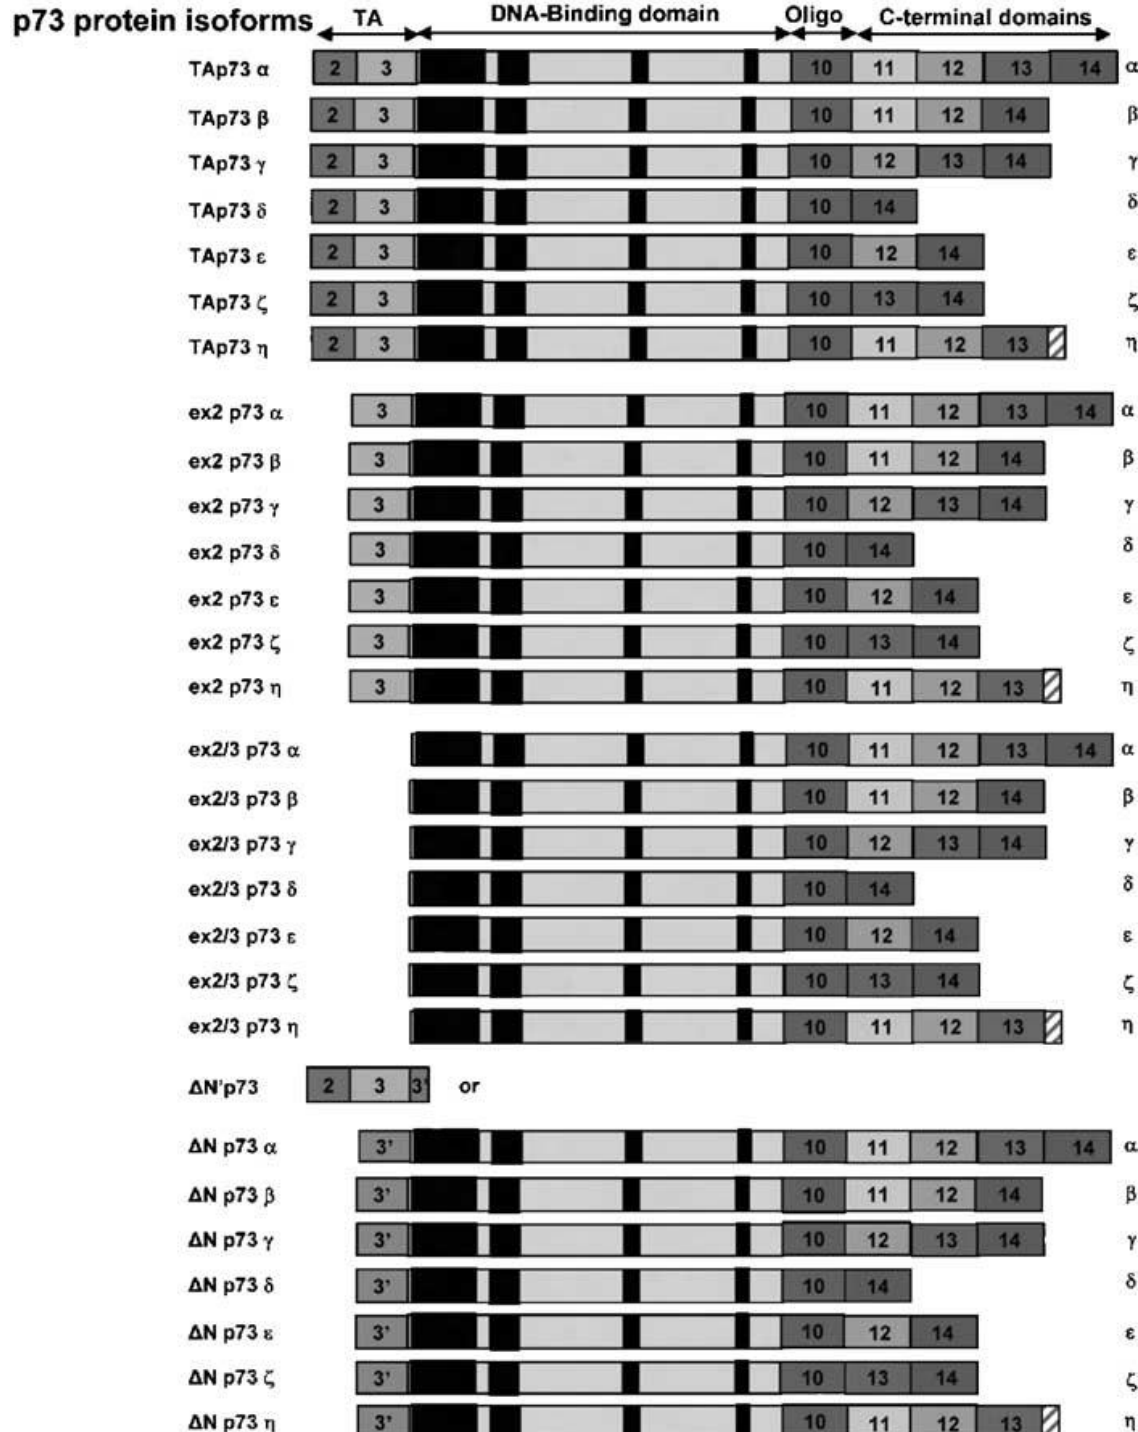 p73 protein isoforms TA DNA-Binding domain Oligo C-terminal domains
TAp73 α 2 3 10 11 12 13 14 α
TAp73 β 2 3 10 11 12 14 β
TAp73 γ 2 3 10 12 13 14 γ
TAp73 δ 2 3 10 14 δ
TAp73 ε 2 3 10 12 14 ε
TAp73 ζ 2 3 10 13 14 ζ
TAp73 η 2 3 10 11 12 13 η
ex2 p73 α 3 10 11 12 13 14 α
ex2 p73 β 3 10 11 12 14 β
ex2 p73 γ 3 10 12 13 14 γ
ex2 p73 δ 3 10 14 δ
ex2 p73 ε 3 10 12 14 ε
ex2 p73 ζ 3 10 13 14 ζ
ex2 p73 η 3 10 11 12 13 η
ex2/3 p73 α 10 11 12 13 14 α
ex2/3 p73 β 10 11 12 14 β
ex2/3 p73 γ 10 12 13 14 γ
ex2/3 p73 δ 10 14 δ
ex2/3 p73 ε 10 12 14 ε
ex2/3 p73 ζ 10 13 14 ζ
ex2/3 p73 η 10 11 12 13 η
ΔN'p73 2 3 3' or
ΔN p73 α 3' 10 11 12 13 14 α
ΔN p73 β 3' 10 11 12 14 β
ΔN p73 γ 3' 10 12 13 14 γ
ΔN p73 δ 3' 10 14 δ
ΔN p73 ε 3' 10 12 14 ε
ΔN p73 ζ 3' 10 13 14 ζ
ΔN p73 η 3' 10 11 12 13 η